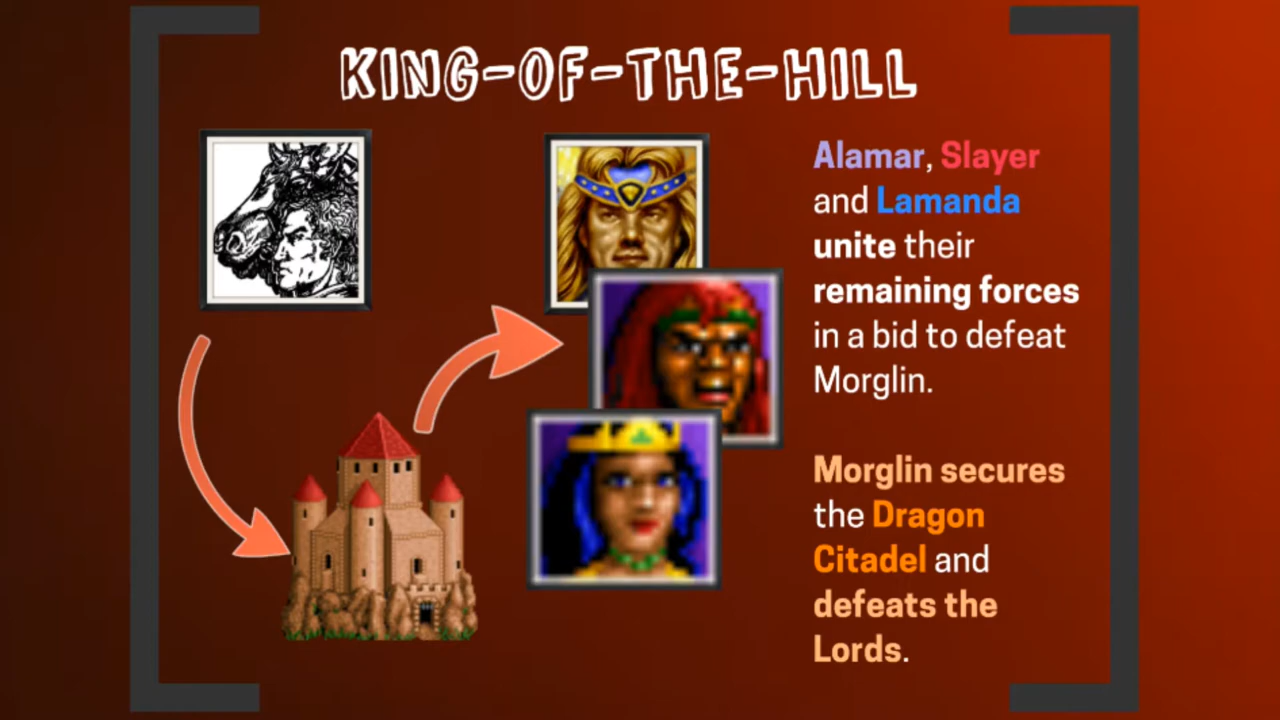 KING-OF-THE-HILL
Alamar, Slayer
and Lamanda
unite their
remaining forces
in a bid to defeat
Morglin.
Morglin secures
the Dragon
Citadel and
defeats the
Lords.